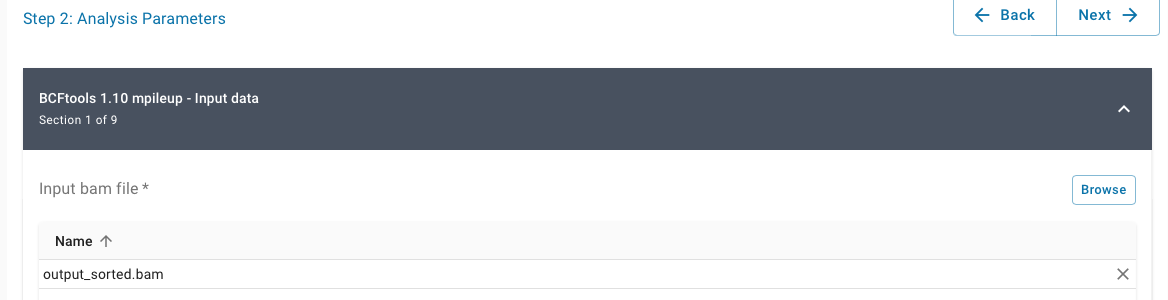 Step 2: Analysis Parameters
Back
Next
BCFtools 1.10 mpileup - Input data
Section 1 of 9
Input bam file *
Browse
Name
output_sorted.bam